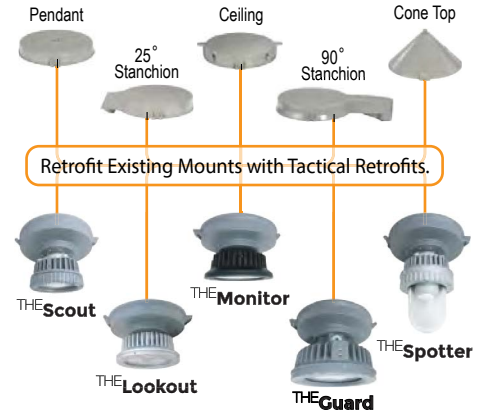 Pendant
Ceiling
Cone Top
25°
Stanchion
90°
Stanchion
Retrofit Existing Mounts with Tactical Retrofits.
THEScout
THEMonitor
THESpotter
THELookout
THEGuard